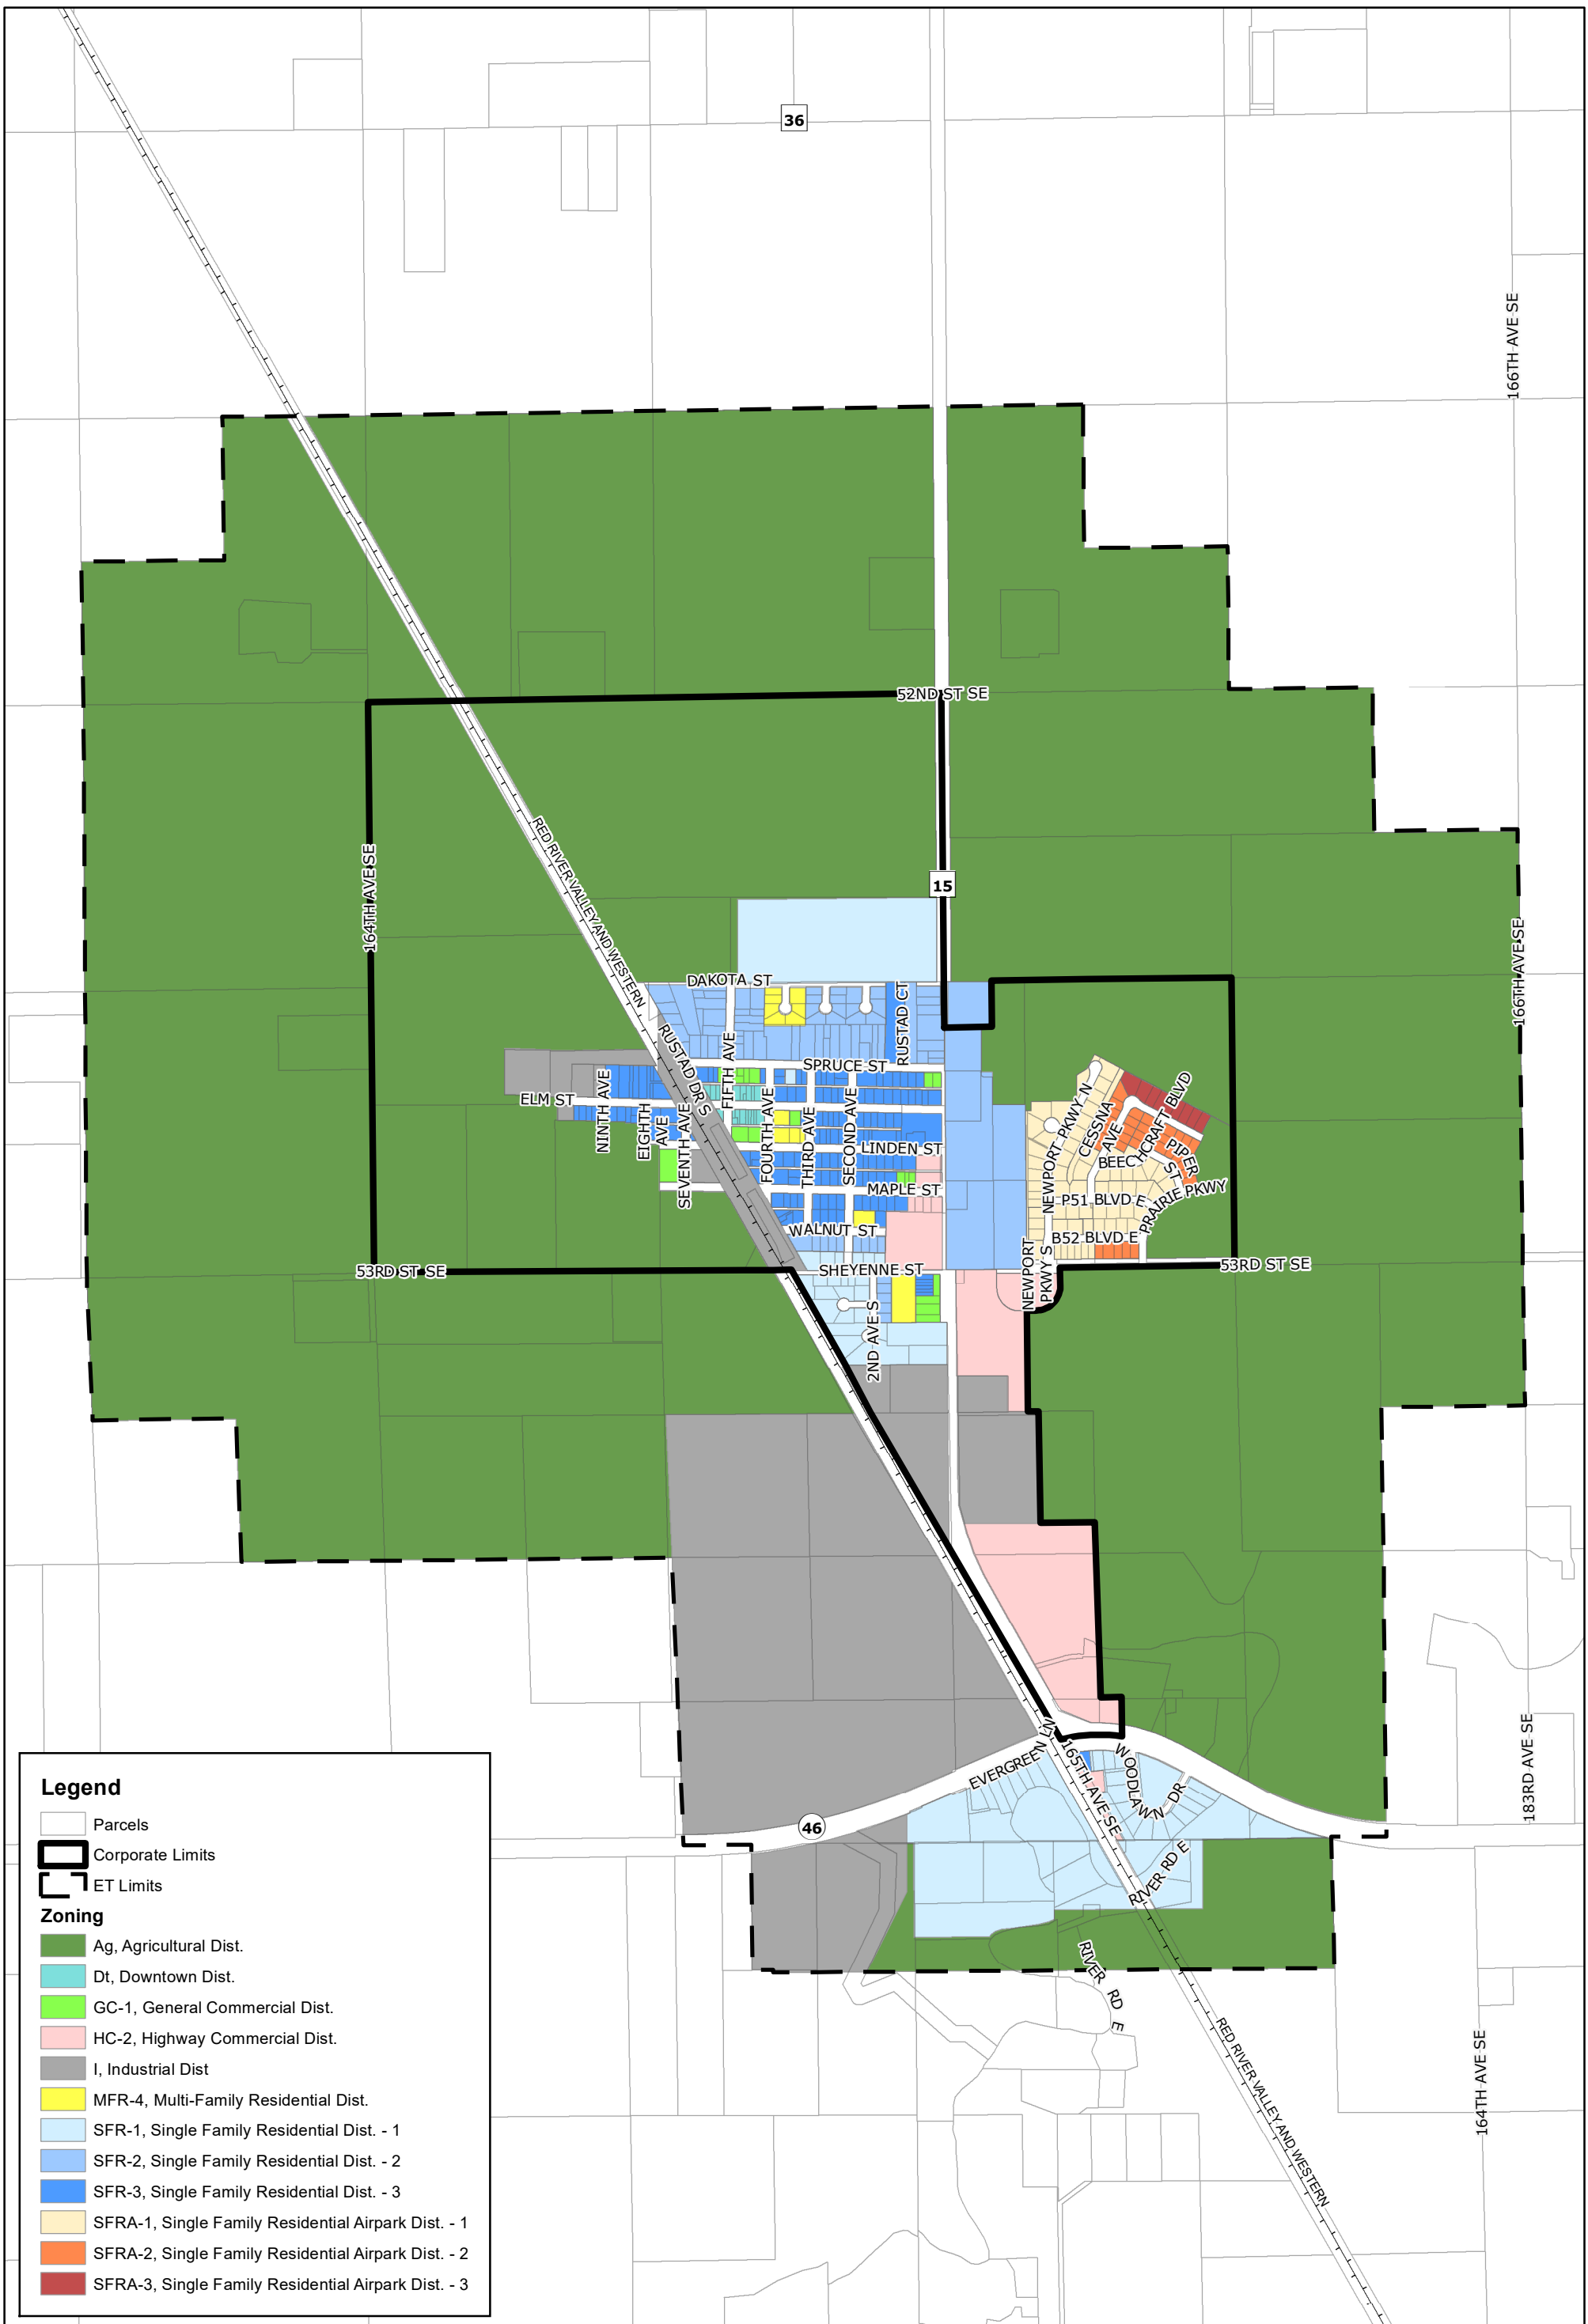 36
166TH AVE SE
52ND ST SE
RED RIVER VALLEY AND WESTERN
164TH AVE SE
15
166TH AVE SE
DAKOTA ST
RUSTAD CT
RUSTAD DR S
FIFTH AVE
SPRUCE ST
ELM ST
NINTH AVE
EIGHTH
AVE
SEVENTH AVE
FOURTH AVE
THIRD AVE
SECOND AVE
LINDEN ST
MAPLE ST
WALNUT ST
SHEYENNE ST
2ND AVE S
NEWPORT PKWY N
CESSNA
AVE
BEECHCRAFT BLVD
PIPER
ST
P51 BLVD E
PRAIRIE PKWY
B52 BLVD E
NEWPORT
PKWY S
53RD ST SE
53RD ST SE
EVERGREEN LN
165TH AVE SE
WOODLAWN DR
46
RIVER RD E
RIVER RD E
183RD AVE SE
164TH AVE SE
RED RIVER VALLEY AND WESTERN
Legend
Parcels
Corporate Limits
ET Limits
Zoning
Ag, Agricultural Dist.
Dt, Downtown Dist.
GC-1, General Commercial Dist.
HC-2, Highway Commercial Dist.
I, Industrial Dist
MFR-4, Multi-Family Residential Dist.
SFR-1, Single Family Residential Dist. - 1
SFR-2, Single Family Residential Dist. - 2
SFR-3, Single Family Residential Dist. - 3
SFRA-1, Single Family Residential Airpark Dist. - 1
SFRA-2, Single Family Residential Airpark Dist. - 2
SFRA-3, Single Family Residential Airpark Dist. - 3